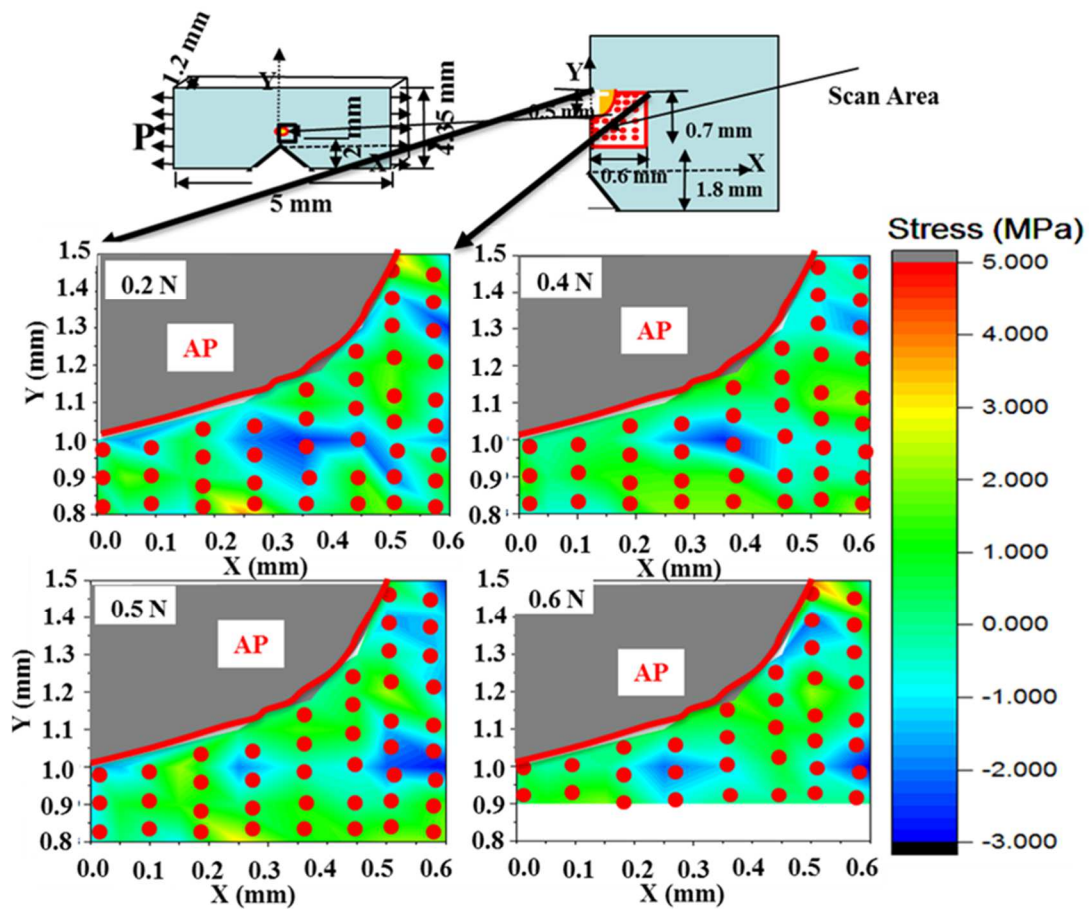 1.2 mm
Y
P
2 mm
4.35 mm
X
5 mm
Y
0.5 mm
Scan Area
0.7 mm
0.6 mm
X
1.8 mm
Stress (MPa)
5.000
4.000
3.000
2.000
1.000
0.000
-1.000
-2.000
-3.000
0.2 N
AP
Y (mm)
1.5
1.4
1.3
1.2
1.1
1.0
0.9
0.8
0.0 0.1 0.2 0.3 0.4 0.5 0.6
X (mm)
0.4 N
AP
1.5
1.4
1.3
1.2
1.1
1.0
0.9
0.8
0.0 0.1 0.2 0.3 0.4 0.5 0.6
X (mm)
0.5 N
AP
Y (mm)
1.5
1.4
1.3
1.2
1.1
1.0
0.9
0.8
0.0 0.1 0.2 0.3 0.4 0.5 0.6
X (mm)
0.6 N
AP
1.5
1.4
1.3
1.2
1.1
1.0
0.9
0.8
0.0 0.1 0.2 0.3 0.4 0.5 0.6
X (mm)